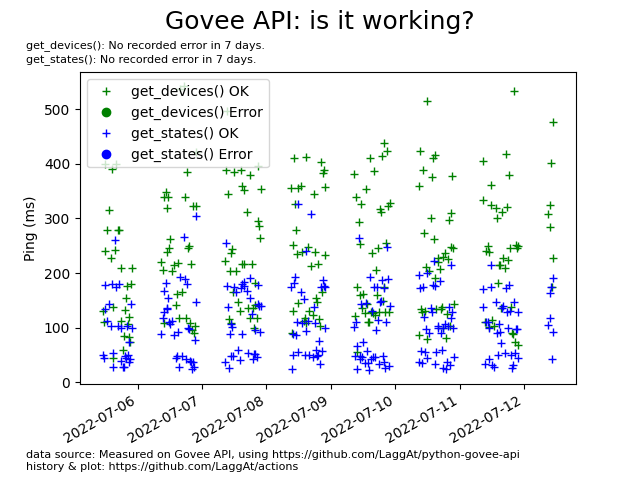 Govee API: is it working?
get_devices(): No recorded error in 7 days.
get_states(): No recorded error in 7 days.
get_devices() OK
get_devices() Error
get_states() OK
get_states() Error
Ping (ms)
500
400
300
200
100
0
2022-07-06
2022-07-07
2022-07-08
2022-07-09
2022-07-10
2022-07-11
2022-07-12
data source: Measured on Govee API, using https://github.com/LaggAt/python-govee-api
history & plot: https://github.com/LaggAt/actions